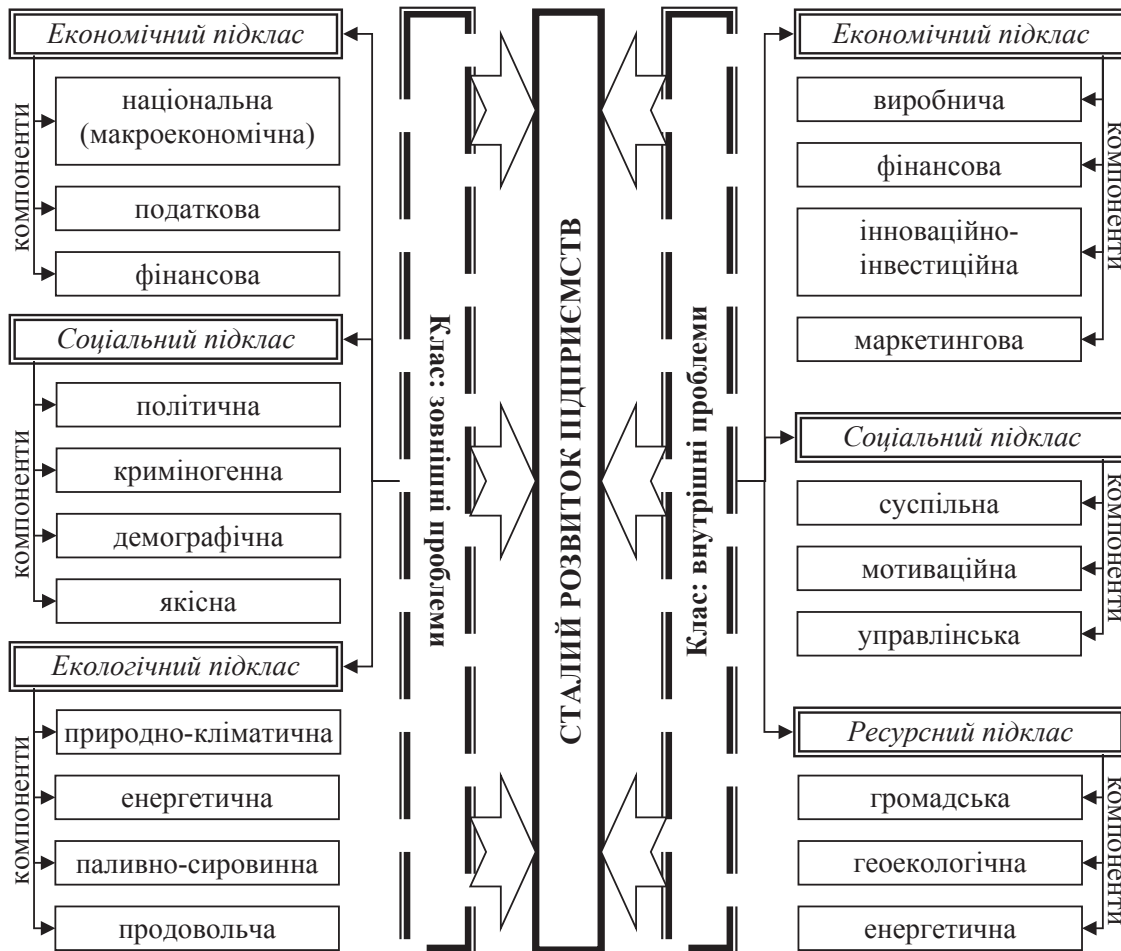 Економічний підклас
компоненти
національна
(макроекономічна)
податкова
фінансова
Соціальний підклас
компоненти
політична
криміногенна
демографічна
якісна
Екологічний підклас
компоненти
природно-кліматична
енергетична
паливно-сировинна
продовольча
Клас: зовнішні проблеми
СТАЛИЙ РОЗВИТОК ПІДПРИЄМСТВ
Клас: внутрішні проблеми
Економічний підклас
компоненти
виробнича
фінансова
інноваційно-
інвестиційна
маркетингова
Соціальний підклас
компоненти
суспільна
мотиваційна
управлінська
Ресурсний підклас
компоненти
громадська
геоекологічна
енергетична